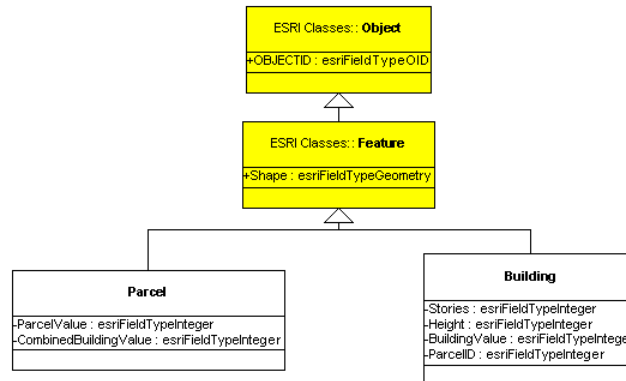 ESRI Classes:: Object
+OBJECTID : esriFieldTypeOID
ESRI Classes:: Feature
+Shape : esriFieldTypeGeometry
Parcel
-ParcelValue : esriFieldTypeInteger
-CombinedBuildingValue : esriFieldTypeInteger
Building
-Stories : esriFieldTypeInteger
-Height : esriFieldTypeInteger
-BuildingValue : esriFieldTypeInteg
-ParcelID : esriFieldTypeInteger